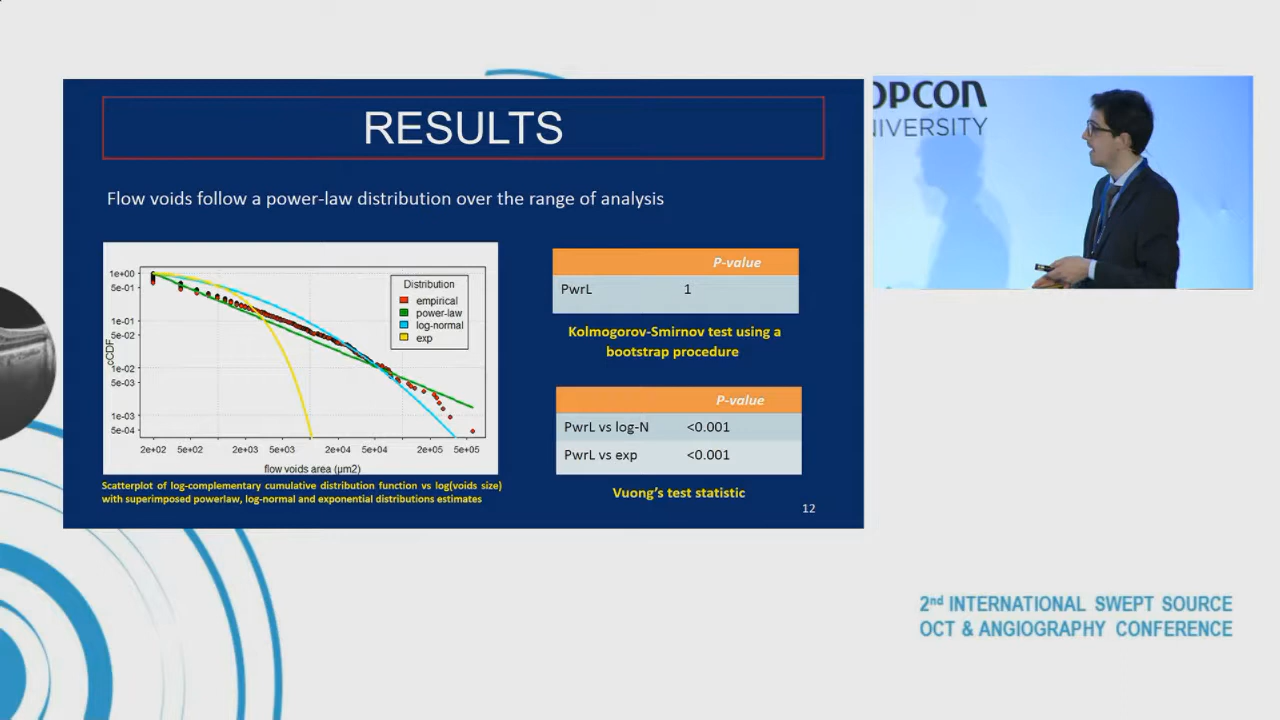 RESULTS
Flow voids follow a power-law distribution over the range of analysis
Distribution
empirical
power-law
log-normal
exp
1e+00
5e-01
1e-01
5e-02
1e-02
5e-03
1e-03
5e-04
cCDF
2e+02 5e+02 2e+03 5e+03 2e+04 5e+04 2e+05 5e+05
flow voids area (µm2)
Scatterplot of log-complementary cumulative distribution function vs log(voids size)
with superimposed powerlaw, log-normal and exponential distributions estimates
P-value
PwrL 1
Kolmogorov-Smirnov test using a
bootstrap procedure
P-value
PwrL vs log-N <0.001
PwrL vs exp <0.001
Vuong's test statistic
12
OPCON
IVERSITY
2nd INTERNATIONAL SWEPT SOURCE
OCT & ANGIOGRAPHY CONFERENCE